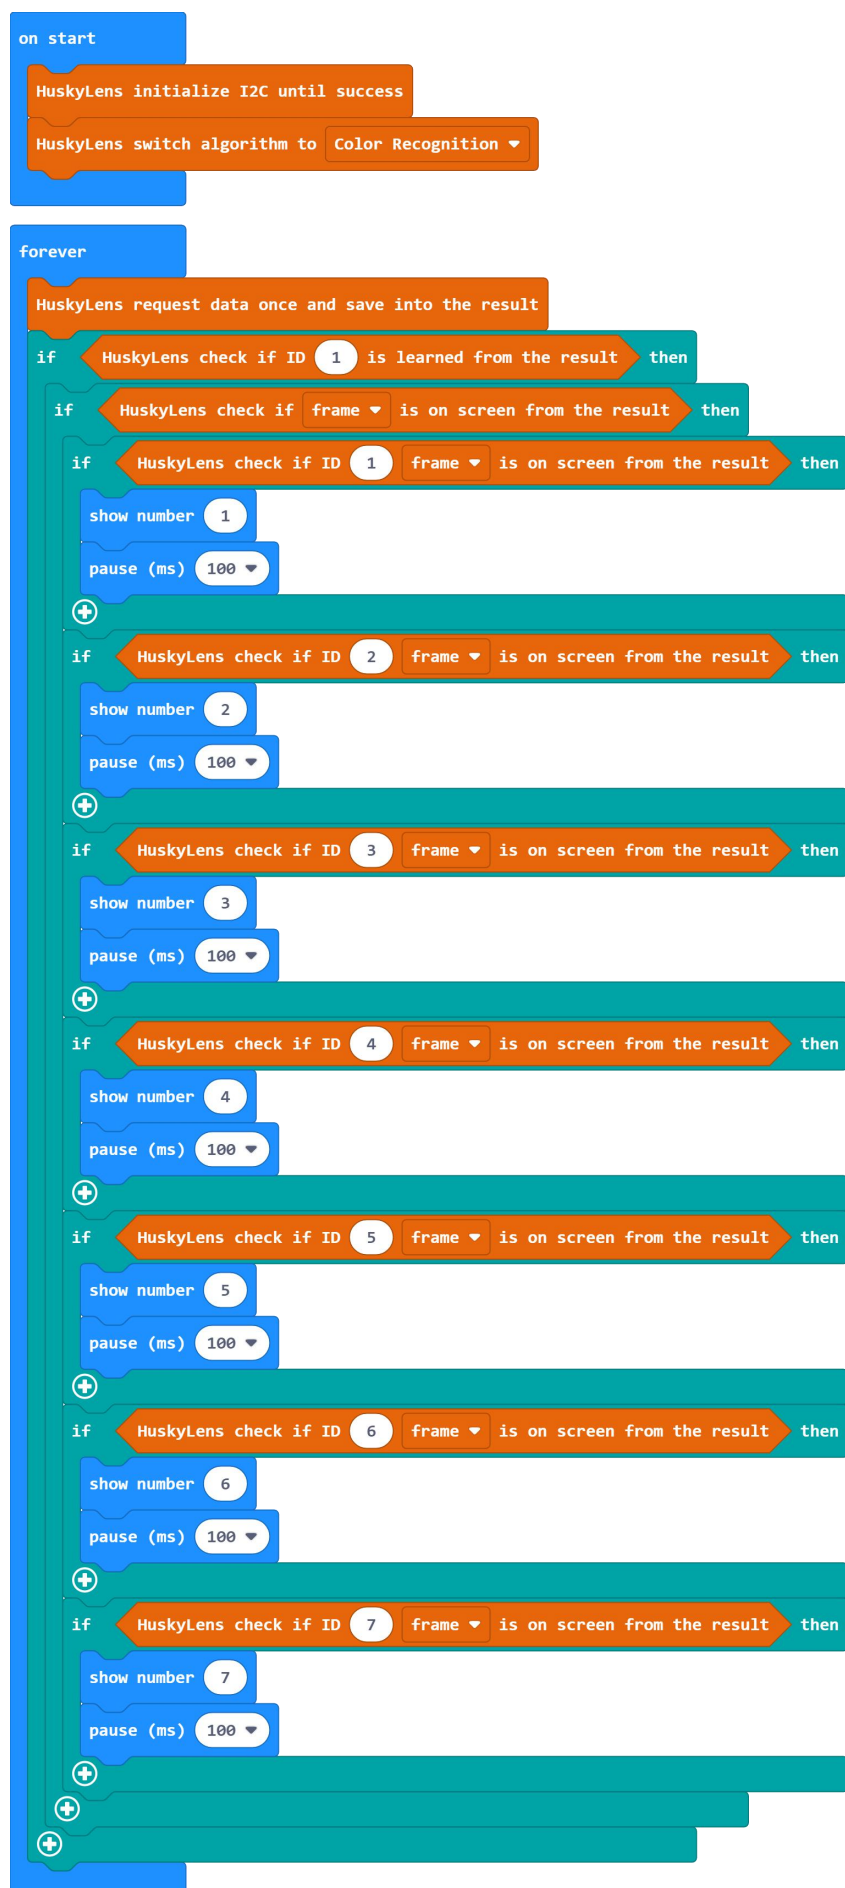 on start
HuskyLens initialize I2C until success
HuskyLens switch algorithm to Color Recognition
forever
HuskyLens request data once and save into the result
if HuskyLens check if ID 1 is learned from the result then
if HuskyLens check if frame is on screen from the result then
if HuskyLens check if ID 1 frame is on screen from the result then
show number 1
pause (ms) 100
if HuskyLens check if ID 2 frame is on screen from the result then
show number 2
pause (ms) 100
if HuskyLens check if ID 3 frame is on screen from the result then
show number 3
pause (ms) 100
if HuskyLens check if ID 4 frame is on screen from the result then
show number 4
pause (ms) 100
if HuskyLens check if ID 5 frame is on screen from the result then
show number 5
pause (ms) 100
if HuskyLens check if ID 6 frame is on screen from the result then
show number 6
pause (ms) 100
if HuskyLens check if ID 7 frame is on screen from the result then
show number 7
pause (ms) 100